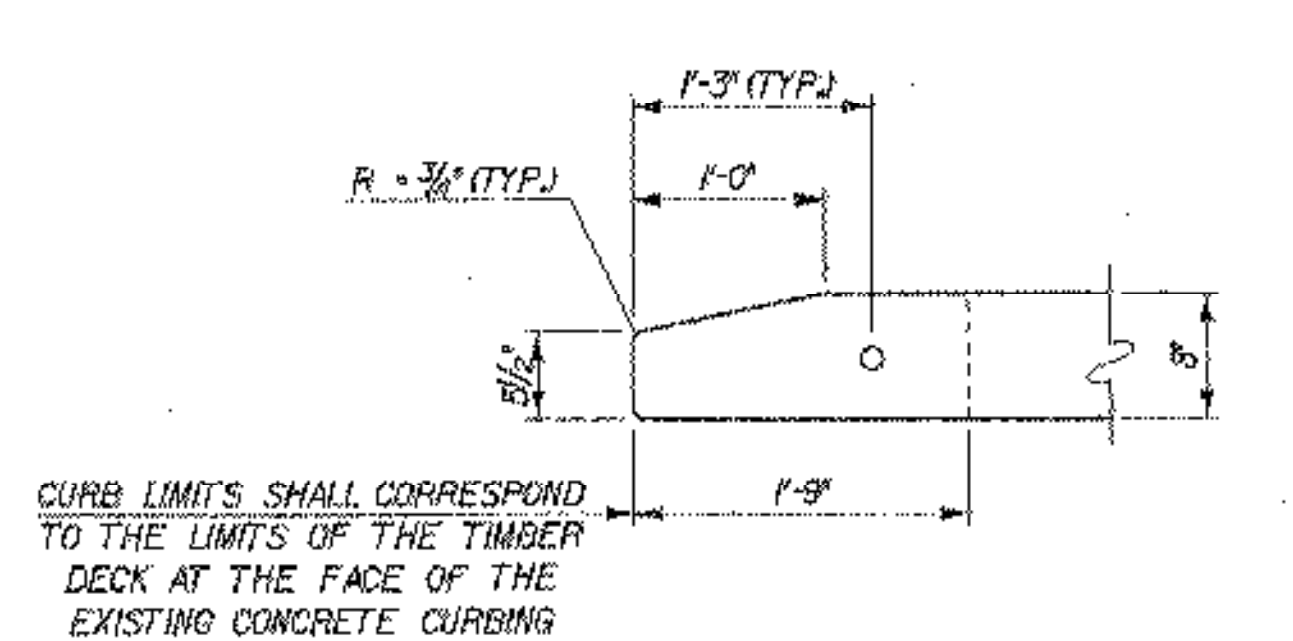 1'-3" (TYP.)
R = 3/4" (TYP.)
1'-0"
5 1/2"
8"
1'-9"
CURB LIMITS SHALL CORRESPOND
TO THE LIMITS OF THE TIMBER
DECK AT THE FACE OF THE
EXISTING CONCRETE CURBING